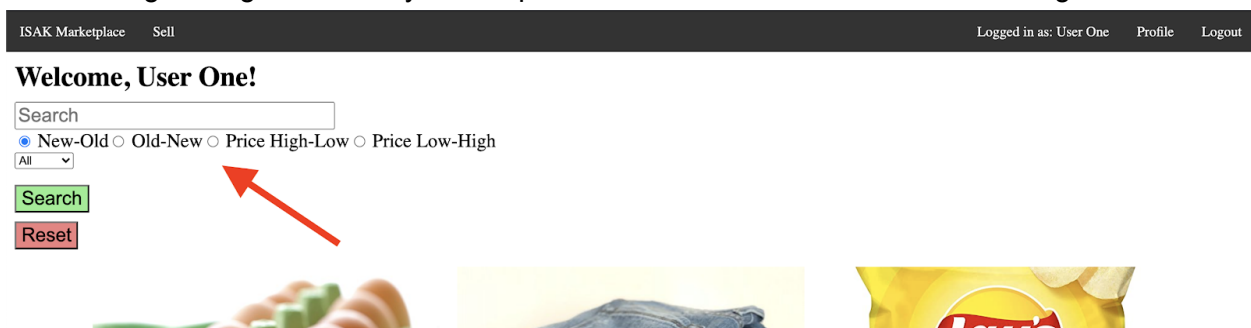 ISAK Marketplace Sell Logged in as: User One Profile Logout
Welcome, User One!
Search
New-Old Old-New Price High-Low Price Low-High
All
Search
Reset
Lay's